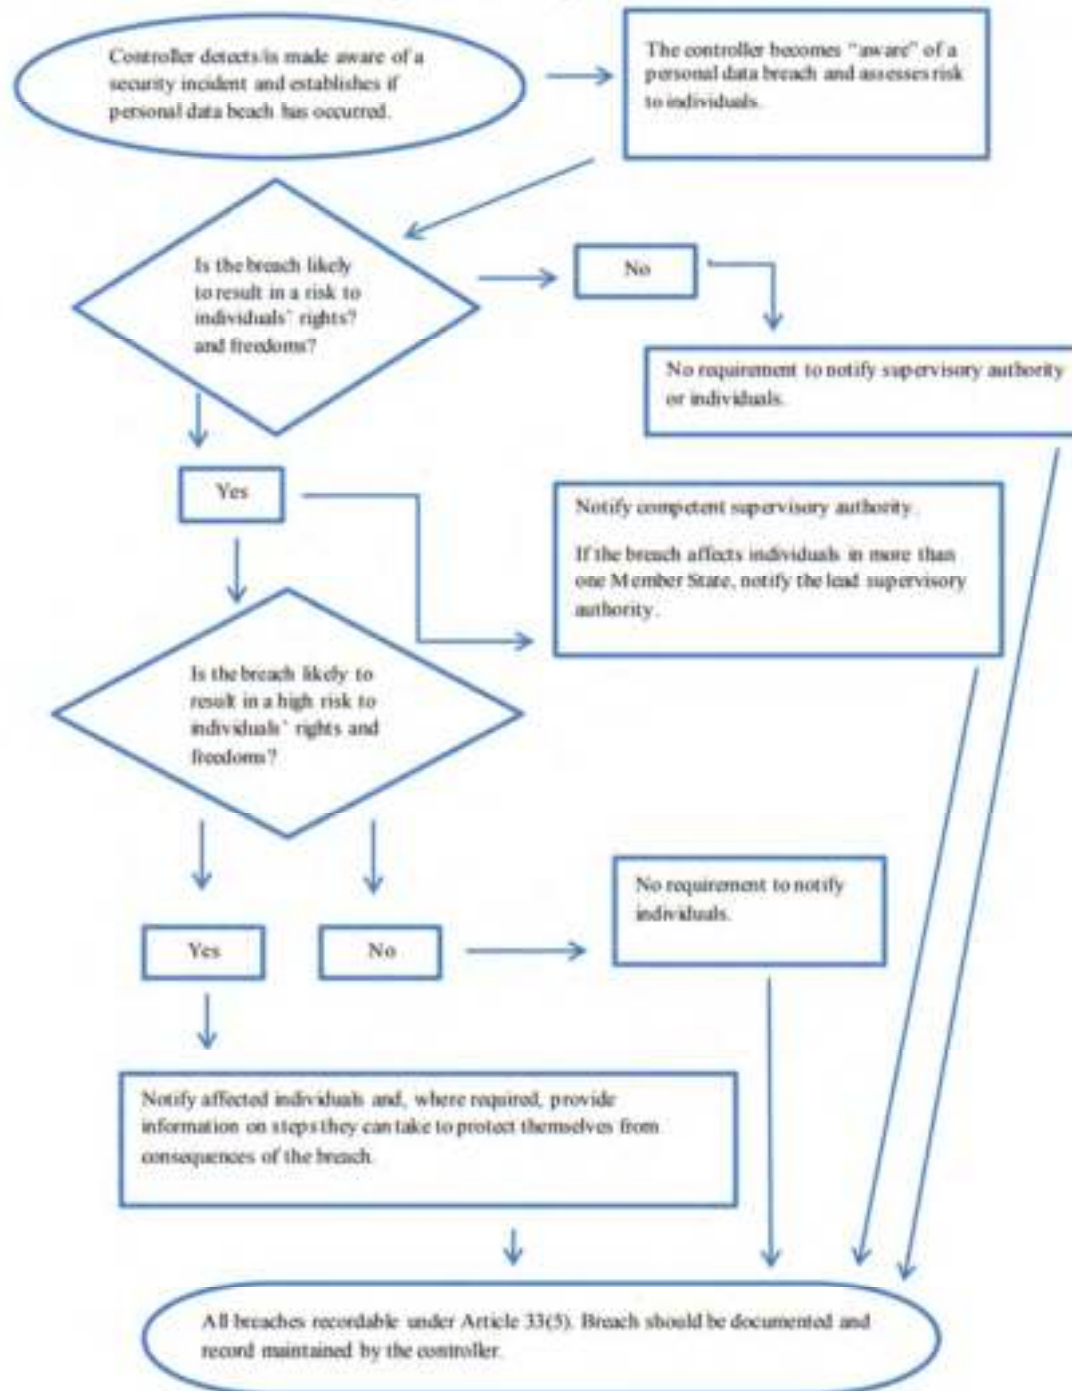 Controller detects/is made aware of a
security incident and establishes if
personal data beach has occurred.
The controller becomes “aware” of a
personal data breach and assesses risk
to individuals.
Is the breach likely
to result in a risk to
individuals’ rights?
and freedoms?
No
No requirement to notify supervisory authority
or individuals.
Yes
Notify competent supervisory authority.
If the breach affects individuals in more than
one Member State, notify the lead supervisory
authority.
Is the breach likely to
result in a high risk to
individuals’ rights and
freedoms?
No requirement to notify
individuals.
Yes
No
Notify affected individuals and, where required, provide
information on steps they can take to protect themselves from
consequences of the breach.
All breaches recordable under Article 33(5). Breach should be documented and
record maintained by the controller.